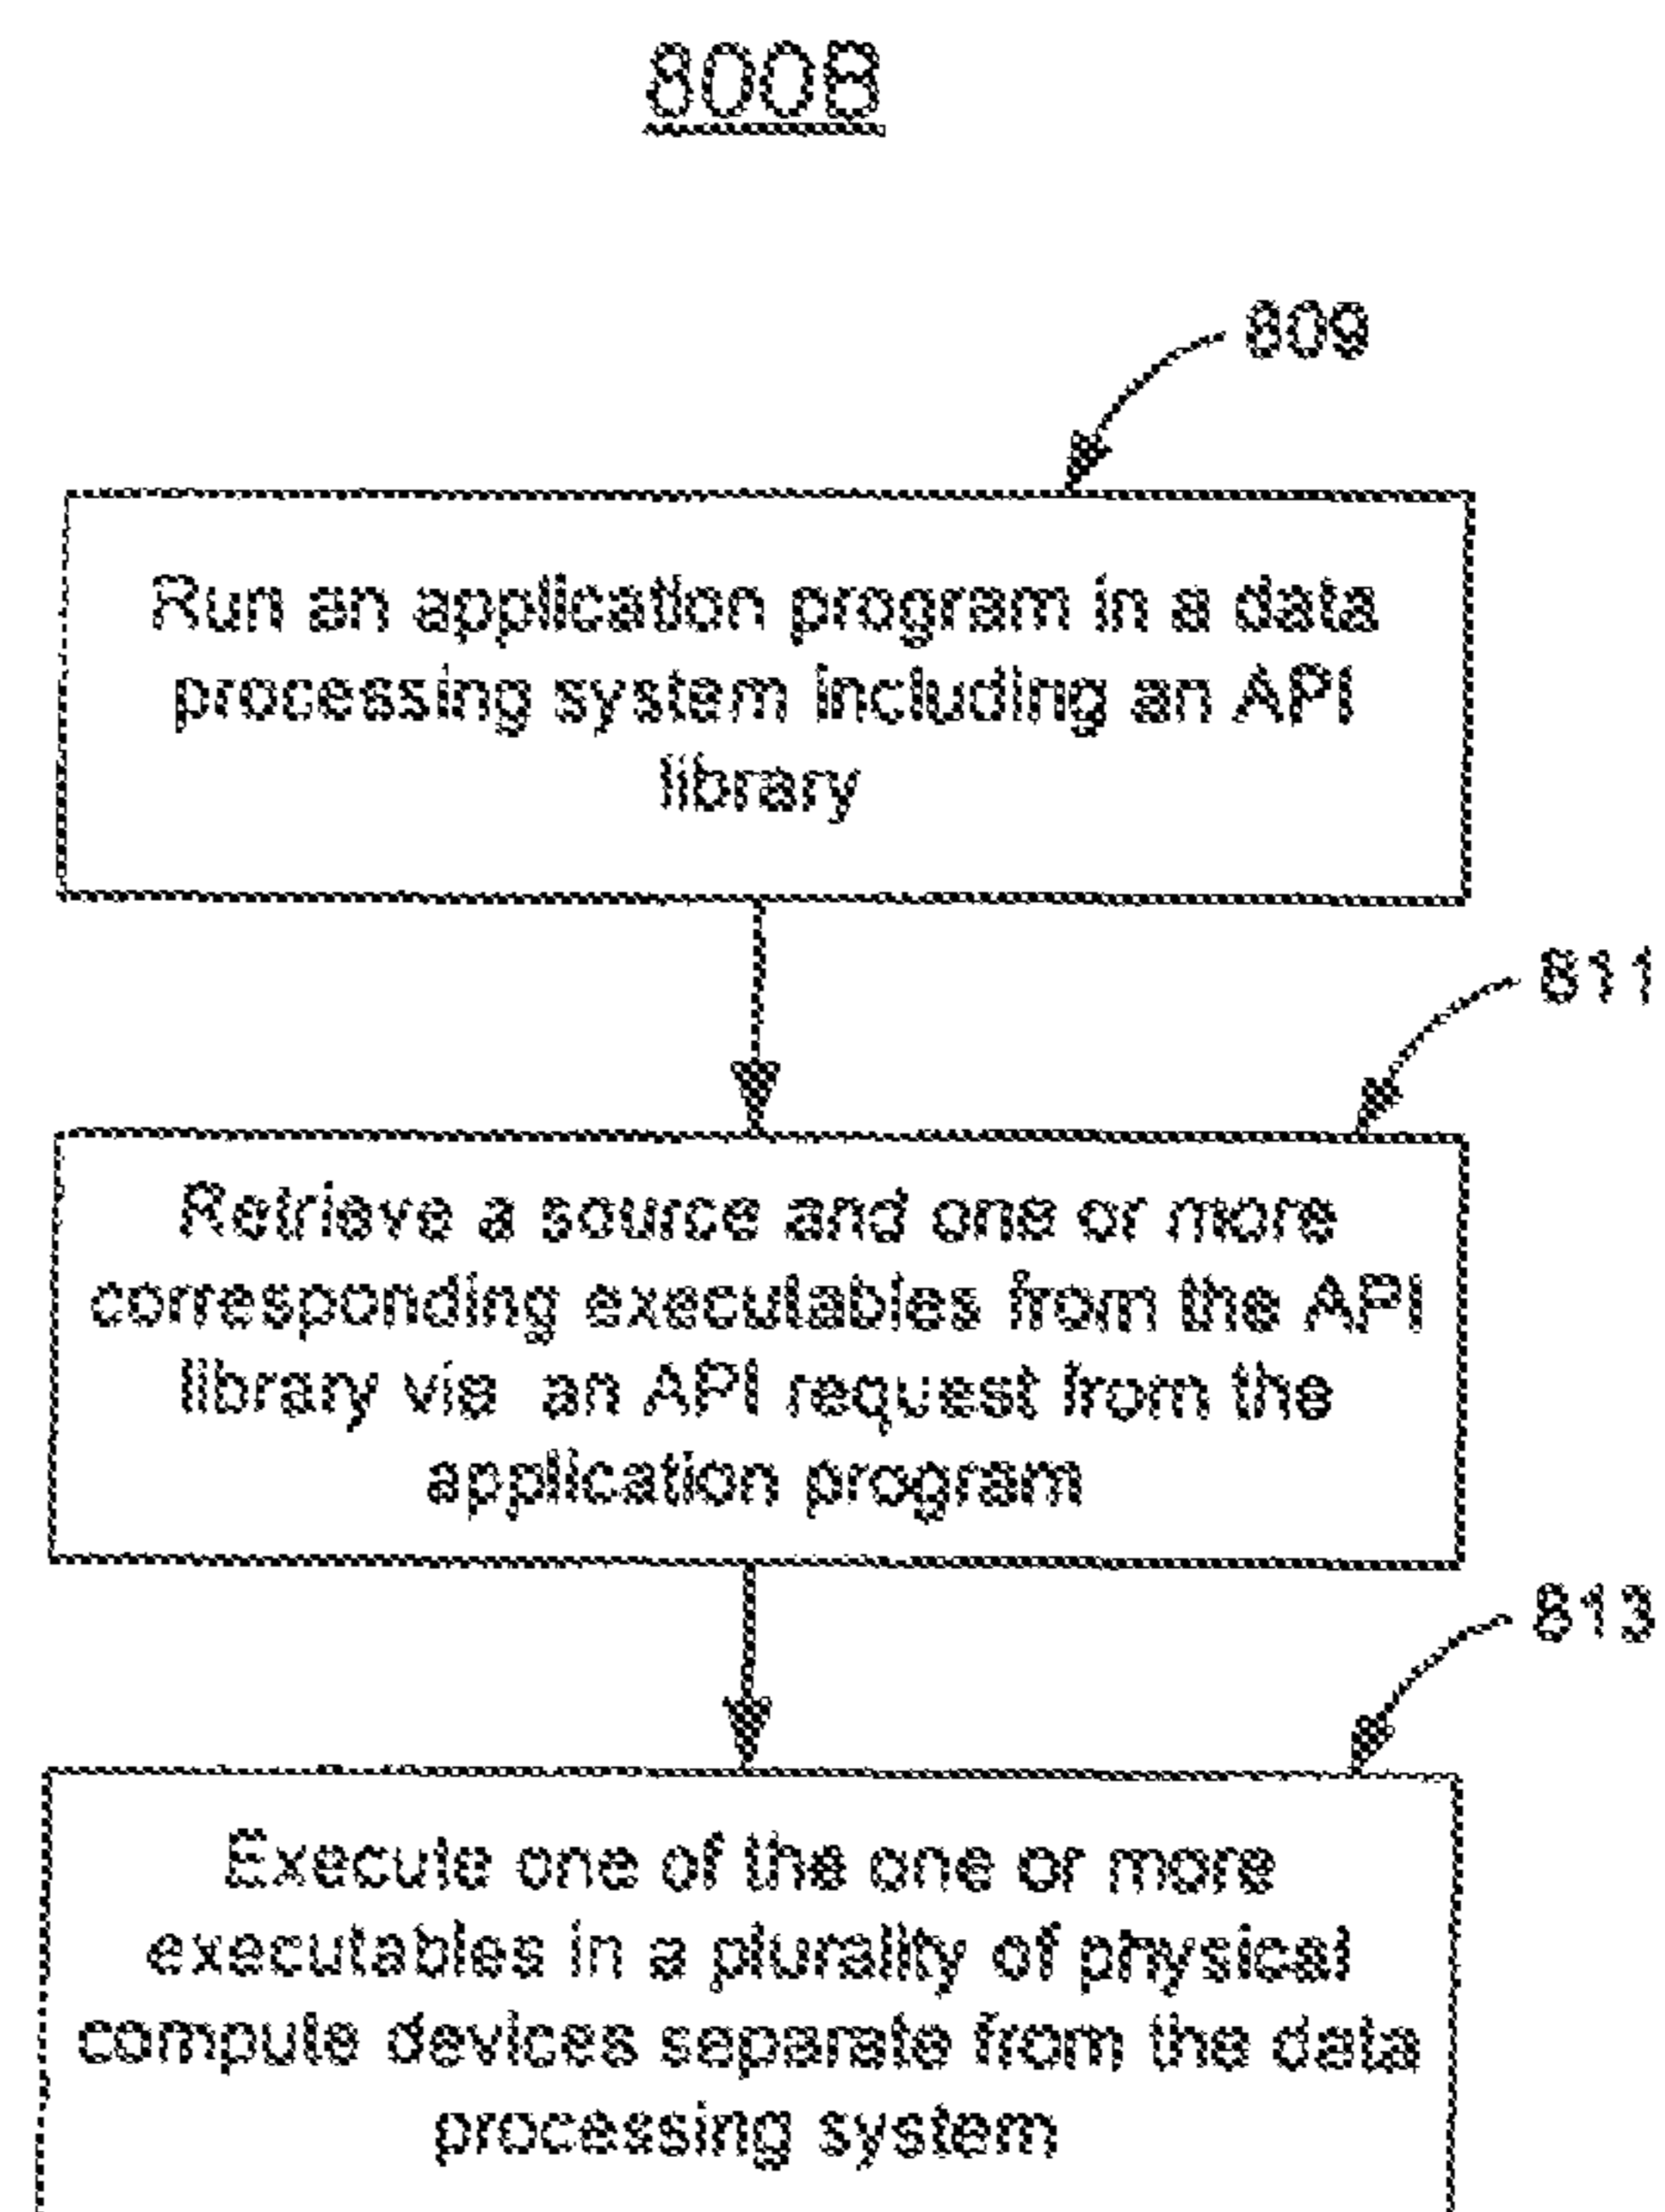 800B
809
Run an application program in a data
processing system including an API
library
811
Retrieve a source and one or more
corresponding executables from the API
library via an API request from the
application program
813
Execute one of the one or more
executables in a plurality of physical
compute devices separate from the data
processing system